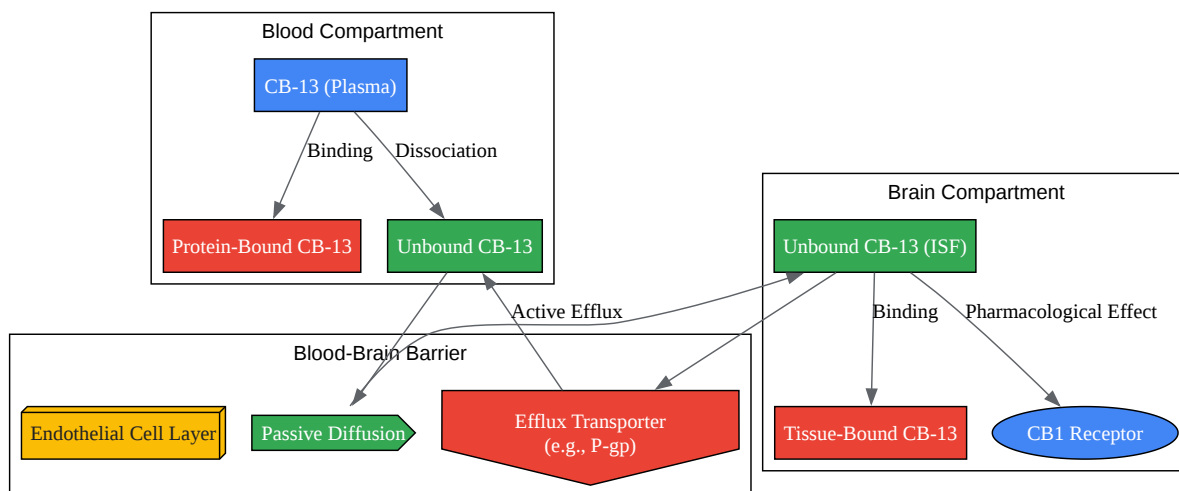 Blood Compartment
CB-13 (Plasma)
Binding
Dissociation
Protein-Bound CB-13
Unbound CB-13
Brain Compartment
Unbound CB-13 (ISF)
Active Efflux
Binding
Pharmacological Effect
Blood-Brain Barrier
Endothelial Cell Layer
Passive Diffusion
Efflux Transporter
(e.g., P-gp)
Tissue-Bound CB-13
CB1 Receptor